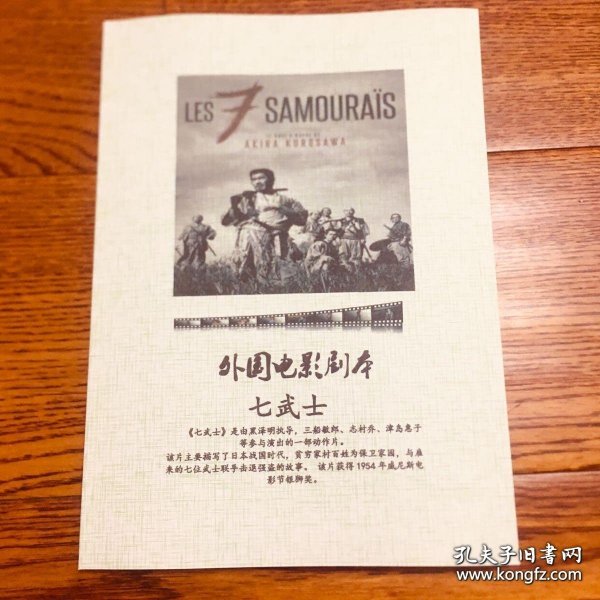 LES 7 SAMOURAÏS
AKIRA KUROSAWA
外国电影剧本
七武士
《七武士》是由黑泽明执导，三船敏郎、志村乔、津岛惠子
等参与演出的一部动作片。
该片主要描写了日本战国时代，贫穷家村百姓为保卫家园，与雇
来的七位武士联手击退强盗的故事。 该片获得1954年威尼斯电
影节银狮奖。
孔夫子旧书网
www.kongfz.com